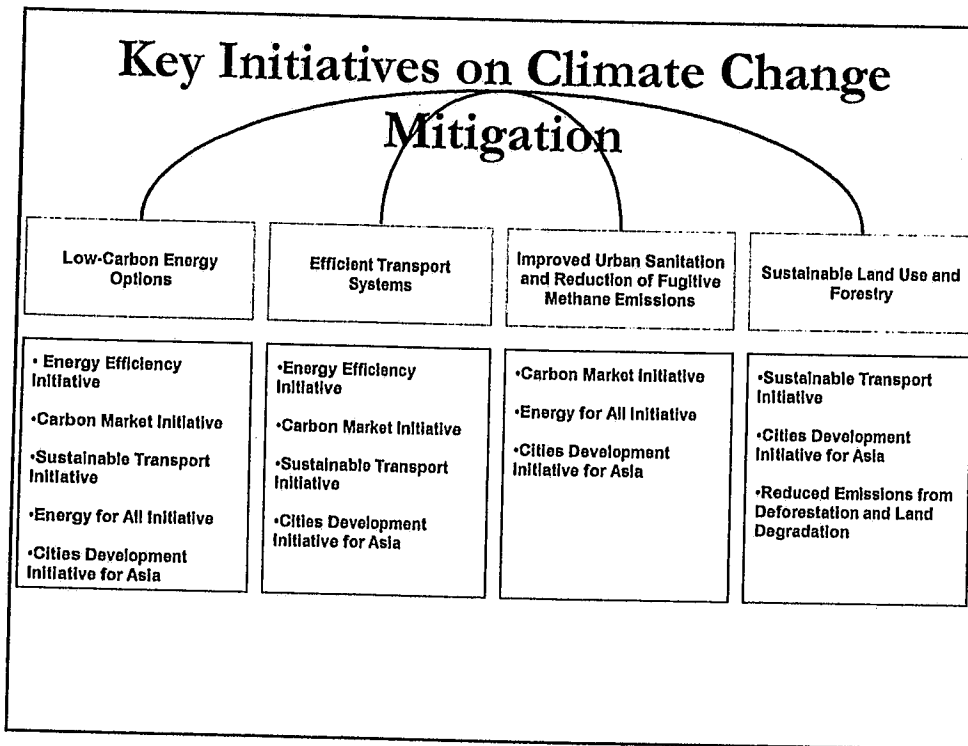 Key Initiatives on Climate Change
Mitigation
Low-Carbon Energy
Options
Efficient Transport
Systems
Improved Urban Sanitation
and Reduction of Fugitive
Methane Emissions
Sustainable Land Use and
Forestry
• Energy Efficiency
Initiative
•Carbon Market Initiative
•Sustainable Transport
Initiative
•Energy for All Initiative
•Cities Development
Initiative for Asia
•Energy Efficiency
Initiative
•Carbon Market Initiative
•Sustainable Transport
Initiative
•Cities Development
Initiative for Asia
•Carbon Market Initiative
•Energy for All Initiative
•Cities Development
Initiative for Asia
•Sustainable Transport
Initiative
•Cities Development
Initiative for Asia
•Reduced Emissions from
Deforestation and Land
Degradation